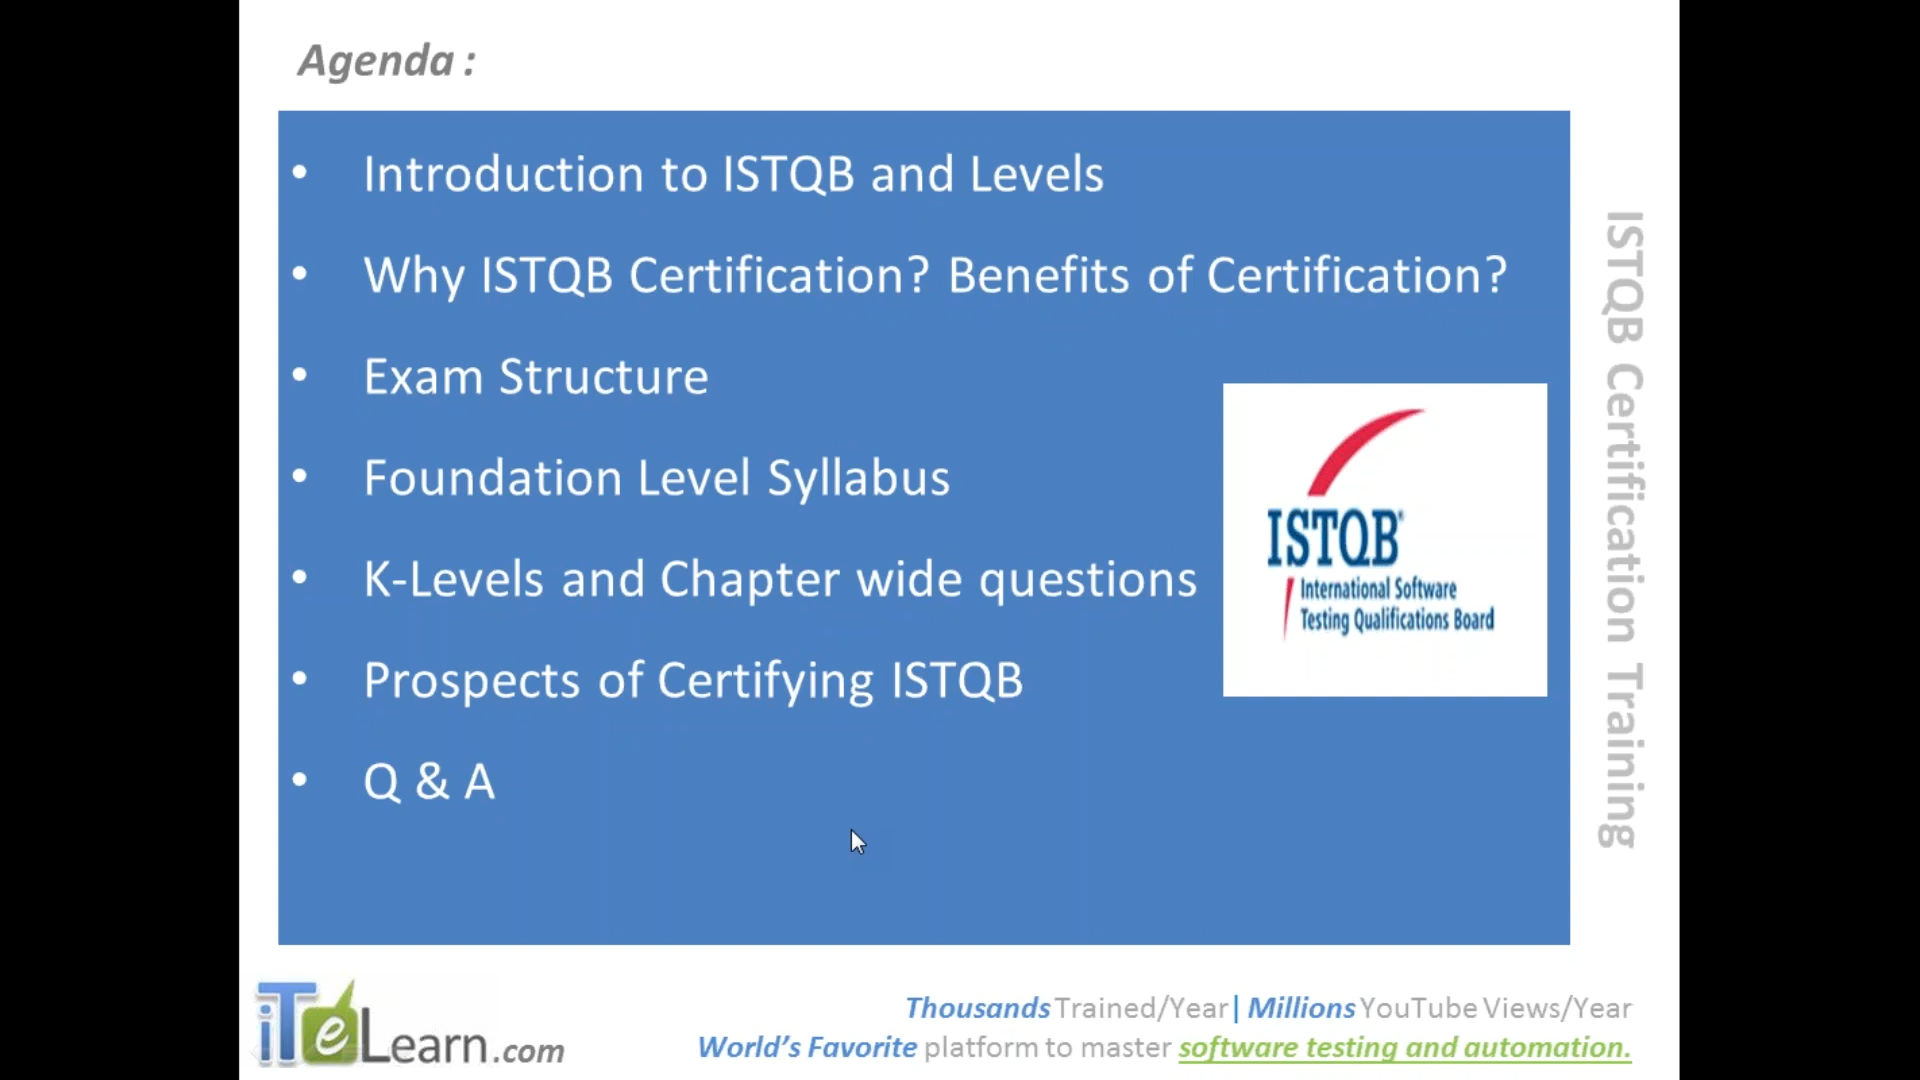 Agenda :
• Introduction to ISTQB and Levels
• Why ISTQB Certification? Benefits of Certification?
• Exam Structure
• Foundation Level Syllabus
• K-Levels and Chapter wide questions
• Prospects of Certifying ISTQB
• Q & A
ISTQB®
International Software
Testing Qualifications Board
ISTQB Certification Training
iTeLearn.com
Thousands Trained/Year | Millions YouTube Views/Year
World's Favorite platform to master software testing and automation.